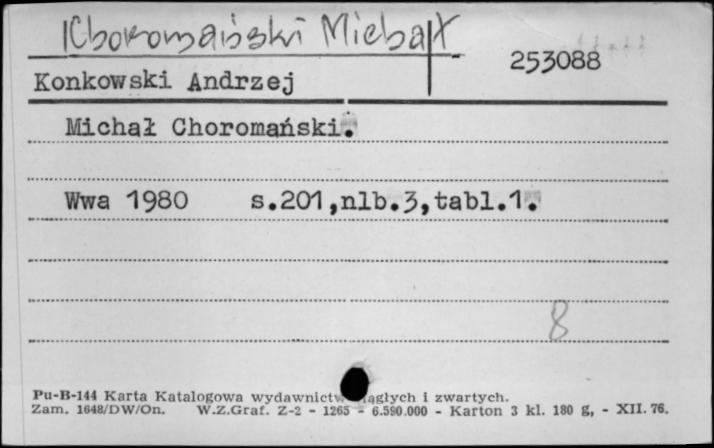 Choromański Michał
253088
Konkowski Andrzej
Michał Choromański.
Wwa 1980 s.201,nlb.3,tabl.1.
8
Pu-B-144 Karta Katalogowa wydawnictw ciągłych i zwartych.
Zam. 1648/DW/On. W.Z.Graf. Z-2 - 1265 - 6.590.000 - Karton 3 kl. 180 g, - XII. 76.